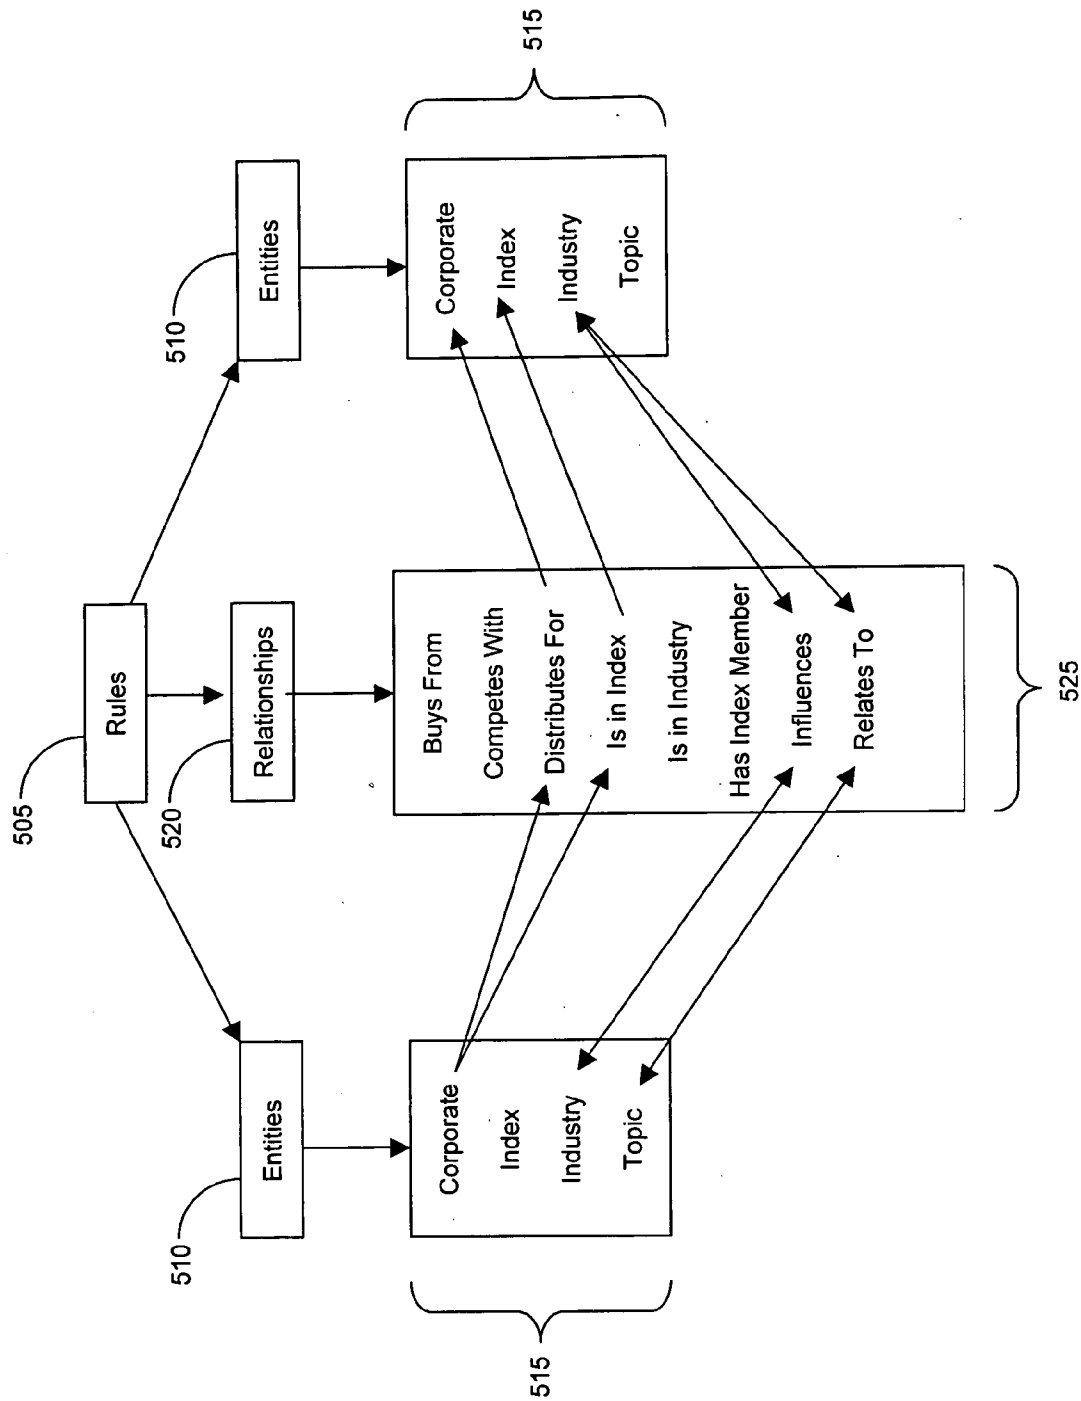 505
Rules
510
Entities
520
Relationships
510
Entities
515
Corporate
Index
Industry
Topic
Buys From
Competes With
Distributes For
Is in Index
Is in Industry
Has Index Member
Influences
Relates To
525
Corporate
Index
Industry
Topic
515